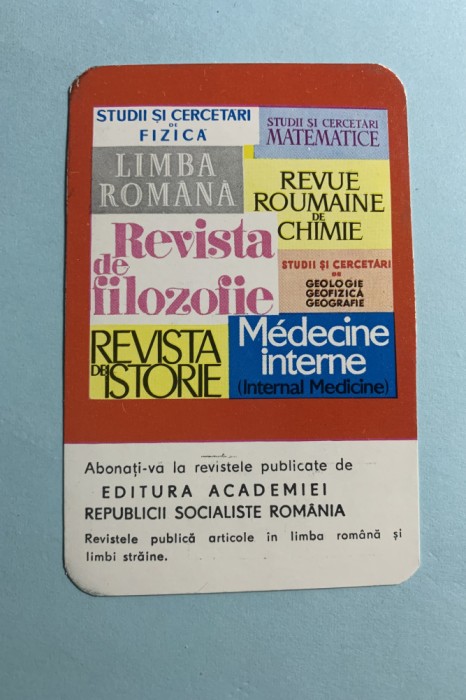 STUDII ȘI CERCETĂRI
DE
FIZICĂ
STUDII ȘI CERCETĂRI
MATEMATICE
LIMBA
ROMÂNĂ
REVUE
ROUMAINE
DE
CHIMIE
Revista
de
filozofie
STUDII ȘI CERCETĂRI
DE
GEOLOGIE
GEOFIZICĂ
GEOGRAFIE
REVISTA
DE ISTORIE
Médecine
interne
(Internal Medicine)
Abonați-vă la revistele publicate de
EDITURA ACADEMIEI
REPUBLICII SOCIALISTE ROMÂNIA
Revistele publică articole în limba română și
limbi străine.